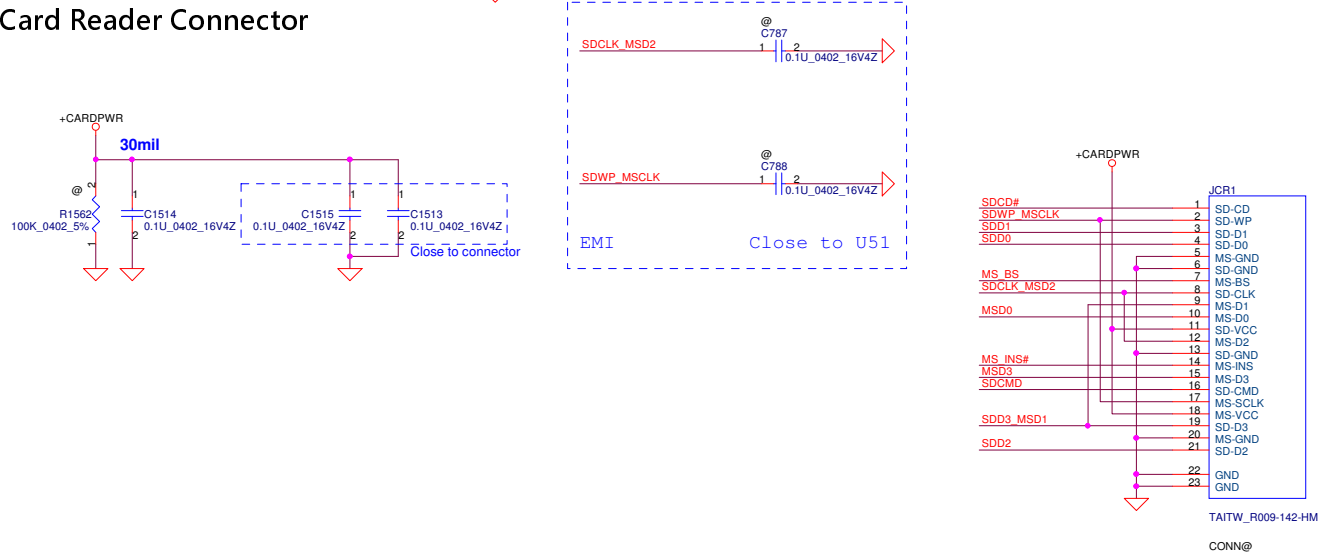 Card Reader Connector
+CARDPWR
30mil
@
2
R1562
100K_0402_5%
1
1
C1514
0.1U_0402_16V4Z
2
1
C1515
0.1U_0402_16V4Z
2
1
C1513
0.1U_0402_16V4Z
2
Close to connector
SDCLK_MSD2
@
C787
1
2
0.1U_0402_16V4Z
SDWP_MSCLK
@
C788
1
2
0.1U_0402_16V4Z
EMI
Close to U51
+CARDPWR
JCR1
SDCD# 1 SD-CD
SDWP_MSCLK 2 SD-WP
SDD1 3 SD-D1
SDD0 4 SD-D0
5 MS-GND
6 SD-GND
MS_BS 7 MS-BS
SDCLK_MSD2 8 SD-CLK
9 MS-D1
MSD0 10 MS-D0
11 SD-VCC
12 MS-D2
13 SD-GND
MS_INS# 14 MS-INS
MSD3 15 MS-D3
SDCMD 16 SD-CMD
17 MS-SCLK
18 MS-VCC
SDD3_MSD1 19 SD-D3
20 MS-GND
SDD2 21 SD-D2
22 GND
23 GND
TAITW_R009-142-HM
CONN@